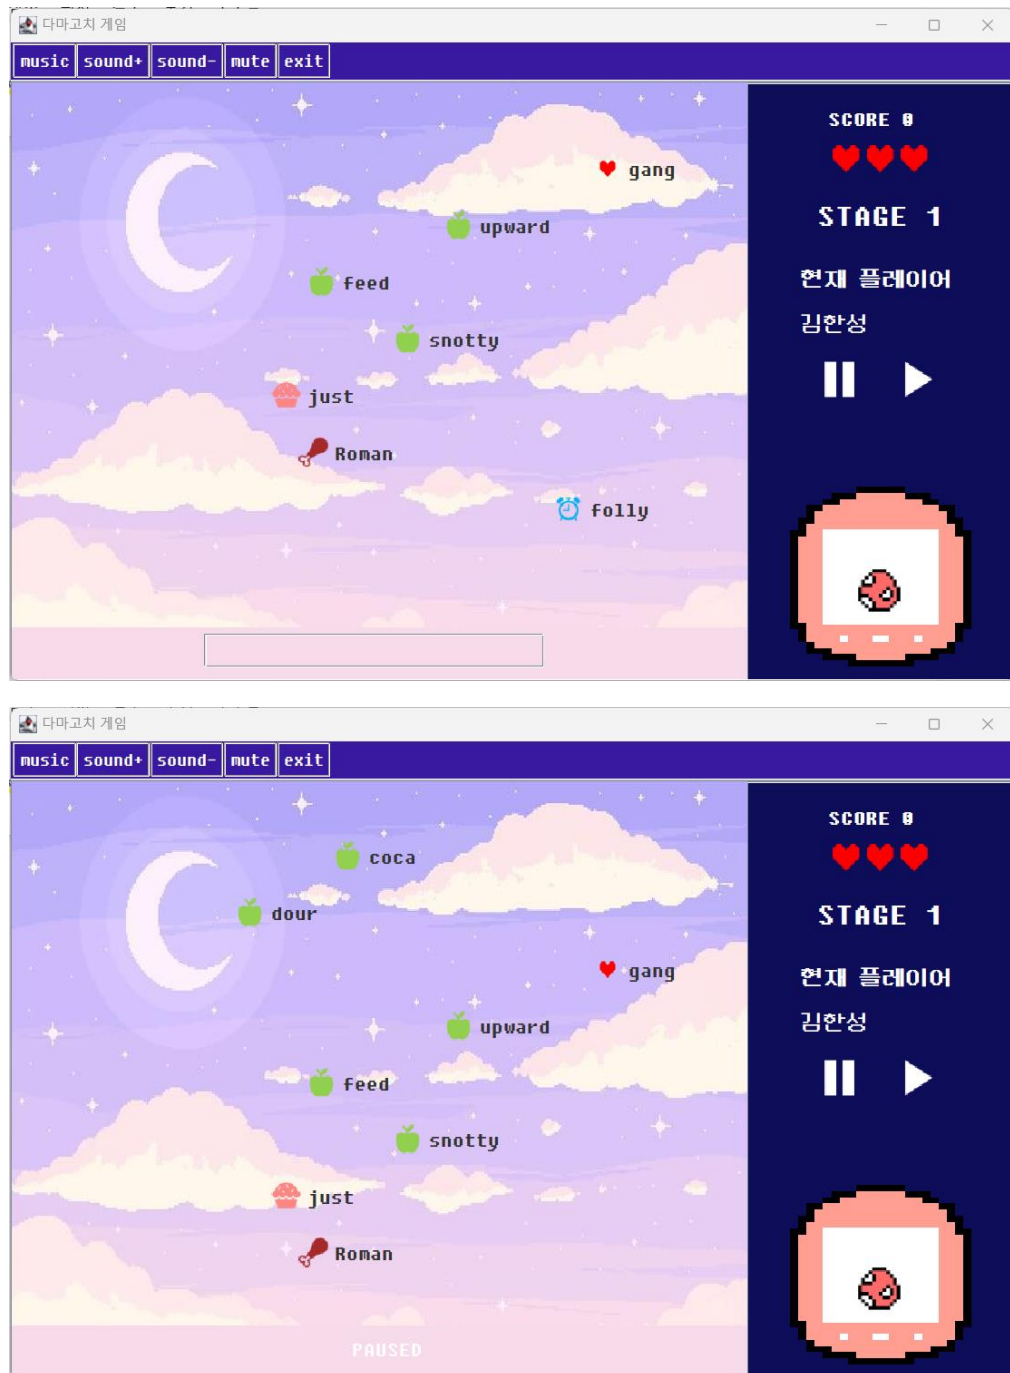 다마고치 게임
music sound+ sound- mute exit
SCORE 0
gang
STAGE 1
upward
현재 플레이어
feed
김한성
snotty
just
Roman
folly
다마고치 게임
music sound+ sound- mute exit
SCORE 0
coca
STAGE 1
dour
현재 플레이어
gang
김한성
upward
feed
snotty
just
Roman
PAUSED